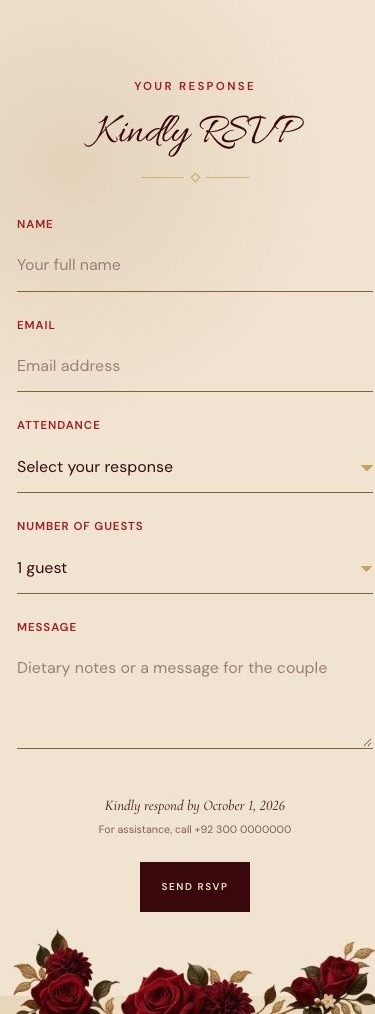 YOUR RESPONSE
Kindly RSVP
NAME
Your full name
EMAIL
Email address
ATTENDANCE
Select your response
NUMBER OF GUESTS
1 guest
MESSAGE
Dietary notes or a message for the couple
Kindly respond by October 1, 2026
For assistance, call +92 300 0000000
SEND RSVP